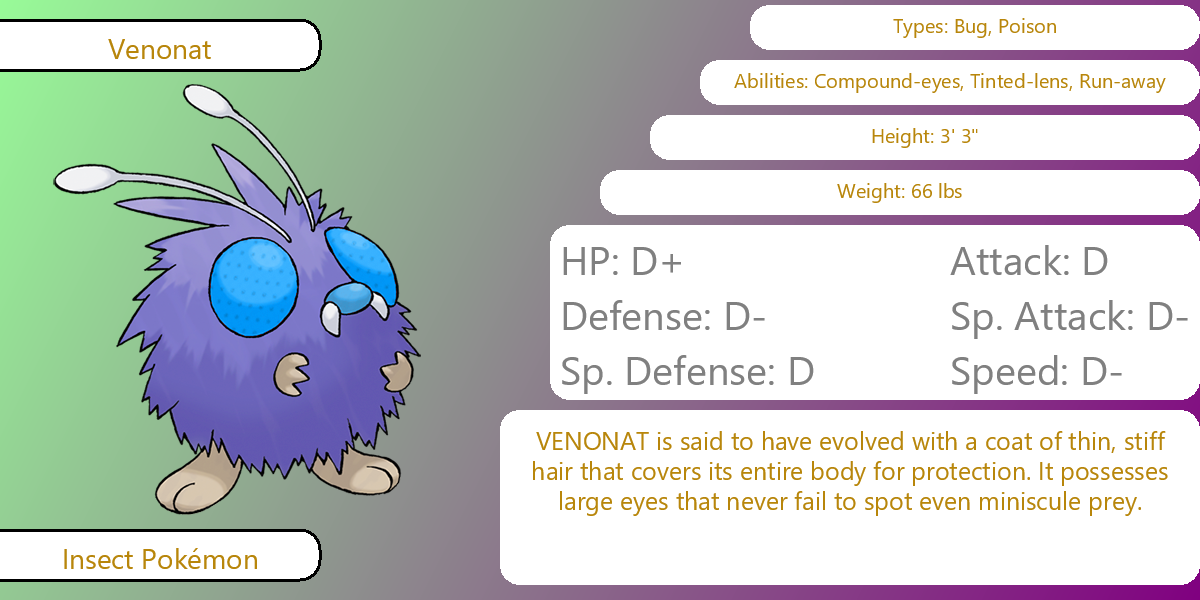 Venonat
Types: Bug, Poison
Abilities: Compound-eyes, Tinted-lens, Run-away
Height: 3' 3"
Weight: 66 lbs
HP: D+
Attack: D
Defense: D-
Sp. Attack: D-
Sp. Defense: D
Speed: D-
VENONAT is said to have evolved with a coat of thin, stiff
hair that covers its entire body for protection. It possesses
large eyes that never fail to spot even miniscule prey.
Insect Pokémon